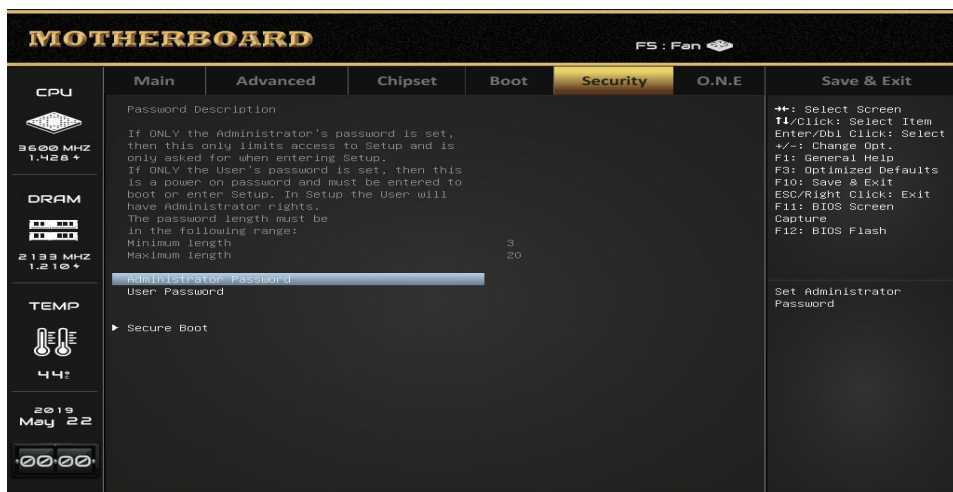 MOTHERBOARD
F5 : Fan
Main Advanced Chipset Boot Security O.N.E Save & Exit
CPU
3600 MHZ
1.428
DRAM
2133 MHZ
1.210
TEMP
44°
2019
May 22
00:00
Password Description
If ONLY the Administrator's password is set,
then this only limits access to Setup and is
only asked for when entering Setup.
If ONLY the User's password is set, then this
is a power on password and must be entered to
boot or enter Setup. In Setup the User will
have Administrator rights.
The password length must be
in the following range:
Minimum length 3
Maximum length 20
Administrator Password
User Password
► Secure Boot
→←: Select Screen
↑↓/Click: Select Item
Enter/Dbl Click: Select
+/-: Change Opt.
F1: General Help
F3: Optimized Defaults
F10: Save & Exit
ESC/Right Click: Exit
F11: BIOS Screen
Capture
F12: BIOS Flash
Set Administrator
Password